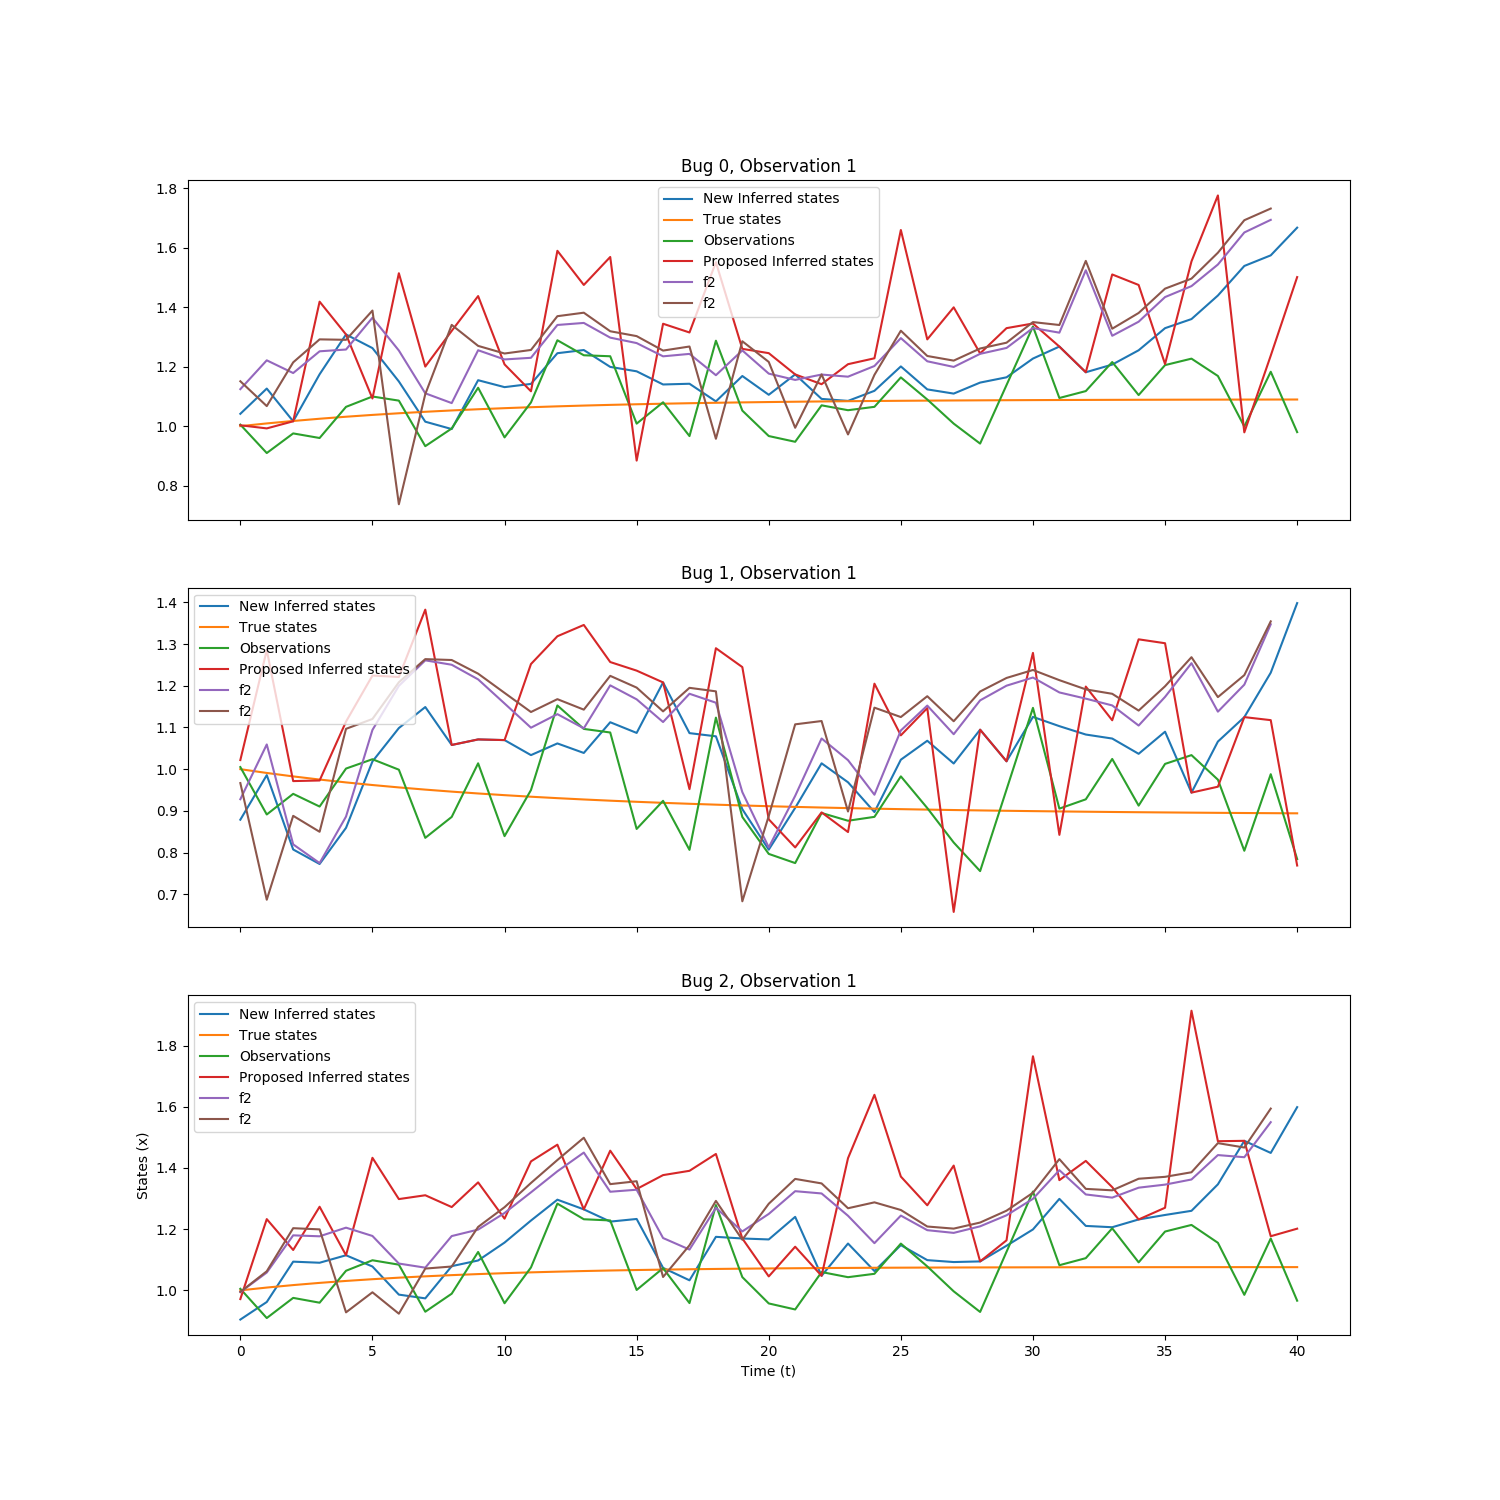 Bug 0, Observation 1
1.8
1.6
1.4
1.2
1.0
0.8
New Inferred states
True states
Observations
Proposed Inferred states
f2
f2
Bug 1, Observation 1
1.4
1.3
1.2
1.1
1.0
0.9
0.8
0.7
New Inferred states
True states
Observations
Proposed Inferred states
f2
f2
Bug 2, Observation 1
States (x)
1.8
1.6
1.4
1.2
1.0
New Inferred states
True states
Observations
Proposed Inferred states
f2
f2
0 5 10 15 20 25 30 35 40
Time (t)